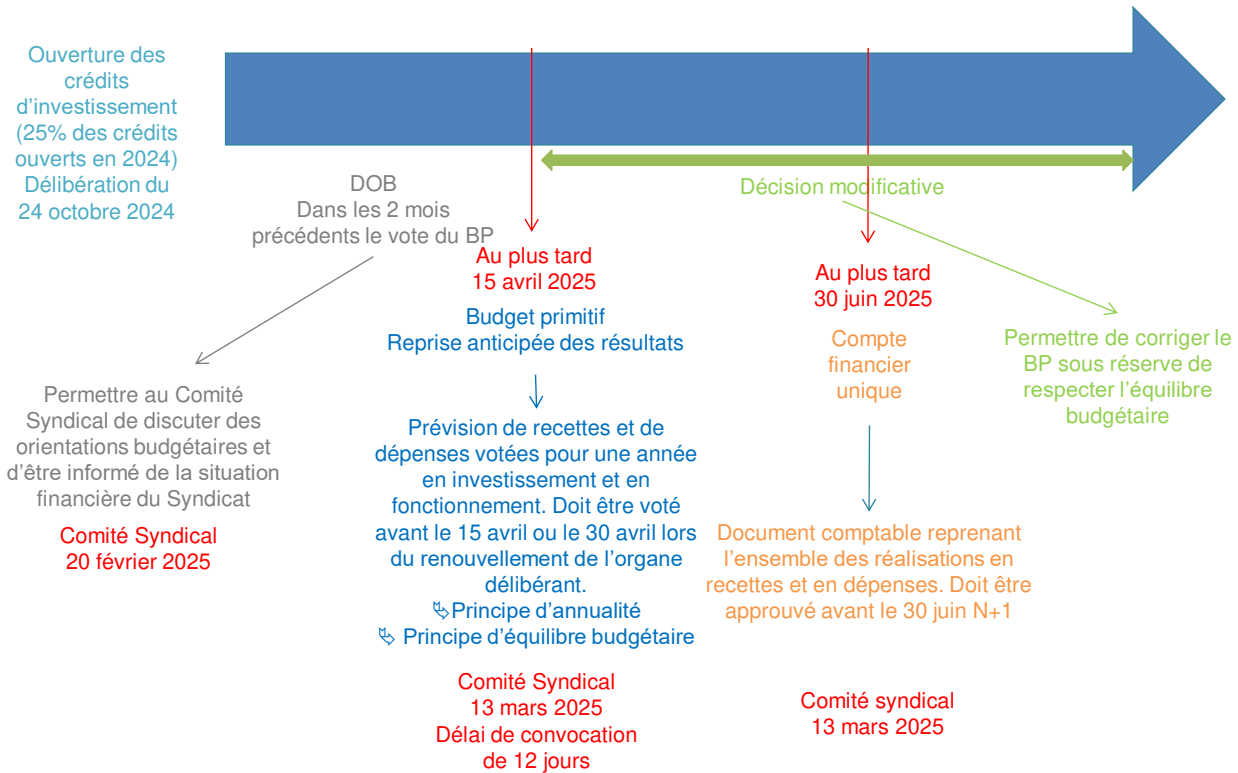 Ouverture des
crédits
d’investissement
(25% des crédits
ouverts en 2024)
Délibération du
24 octobre 2024
DOB
Dans les 2 mois
précédents le vote du BP
Permettre au Comité
Syndical de discuter des
orientations budgétaires et
d’être informé de la situation
financière du Syndicat
Comité Syndical
20 février 2025
Au plus tard
15 avril 2025
Budget primitif
Reprise anticipée des résultats
Prévision de recettes et de
dépenses votées pour une année
en investissement et en
fonctionnement. Doit être voté
avant le 15 avril ou le 30 avril lors
du renouvellement de l’organe
délibérant.
↳Principe d’annualité
↳ Principe d’équilibre budgétaire
Comité Syndical
13 mars 2025
Délai de convocation
de 12 jours
Décision modificative
Au plus tard
30 juin 2025
Compte
financier
unique
Document comptable reprenant
l’ensemble des réalisations en
recettes et en dépenses. Doit être
approuvé avant le 30 juin N+1
Comité syndical
13 mars 2025
Permettre de corriger le
BP sous réserve de
respecter l’équilibre
budgétaire